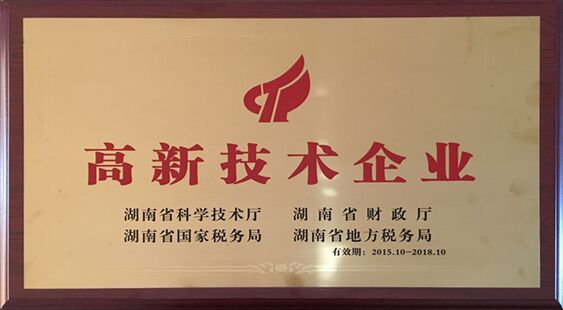 高新技术企业
湖南省科学技术厅 湖南省财政厅
湖南省国家税务局 湖南省地方税务局
有效期：2015.10-2018.10